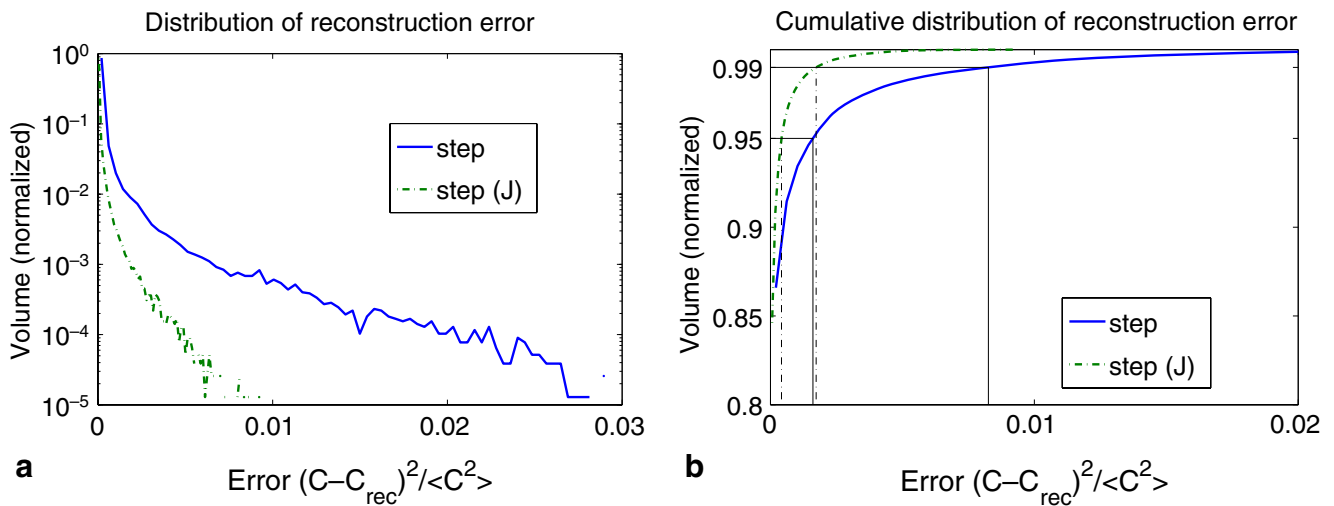 Distribution of reconstruction error
Volume (normalized)
10^0
10^−1
10^−2
10^−3
10^−4
10^−5
0
0.01
0.02
0.03
step
step (J)
a
Error (C−C_rec)^2/<C^2>
Cumulative distribution of reconstruction error
Volume (normalized)
0.99
0.95
0.9
0.85
0.8
0
0.01
0.02
step
step (J)
b
Error (C−C_rec)^2/<C^2>